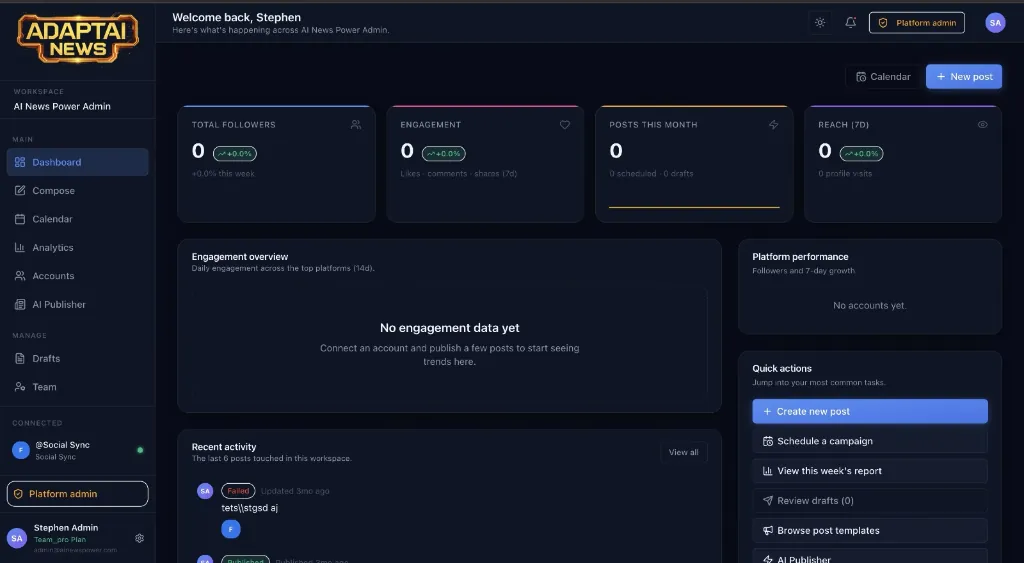 ADAPTAI
NEWS
WORKSPACE
AI News Power Admin
MAIN
Dashboard
Compose
Calendar
Analytics
Accounts
AI Publisher
MANAGE
Drafts
Team
CONNECTED
F
@Social Sync
Social Sync
Platform admin
SA
Stephen Admin
Team_pro Plan
admin@ainewspower.com
Welcome back, Stephen
Here's what's happening across AI News Power Admin.
Platform admin
SA
Calendar
+ New post
TOTAL FOLLOWERS
0 +0.0%
+0.0% this week
ENGAGEMENT
0 +0.0%
Likes · comments · shares (7d)
POSTS THIS MONTH
0
0 scheduled · 0 drafts
REACH (7D)
0 +0.0%
0 profile visits
Engagement overview
Daily engagement across the top platforms (14d).
No engagement data yet
Connect an account and publish a few posts to start seeing
trends here.
Platform performance
Followers and 7-day growth.
No accounts yet.
Recent activity
The last 6 posts touched in this workspace.
View all
SA Failed Updated 3mo ago
tets\\stgsd aj
F
SA Published Published 3mo ago
Quick actions
Jump into your most common tasks.
+ Create new post
Schedule a campaign
View this week's report
Review drafts (0)
Browse post templates
AI Publisher